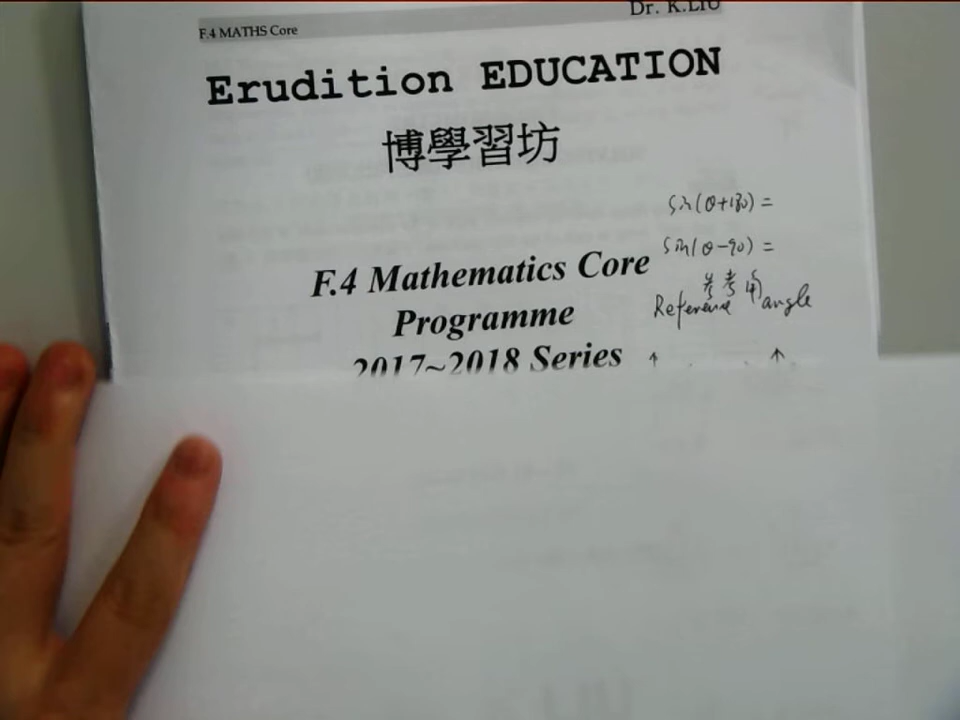 Dr. K.LIU
F.4 MATHS Core
Erudition EDUCATION
博學習坊
sin(θ+180) =
sin(θ-90) =
F.4 Mathematics Core
參考角
Reference angle
Programme
2017~2018 Series